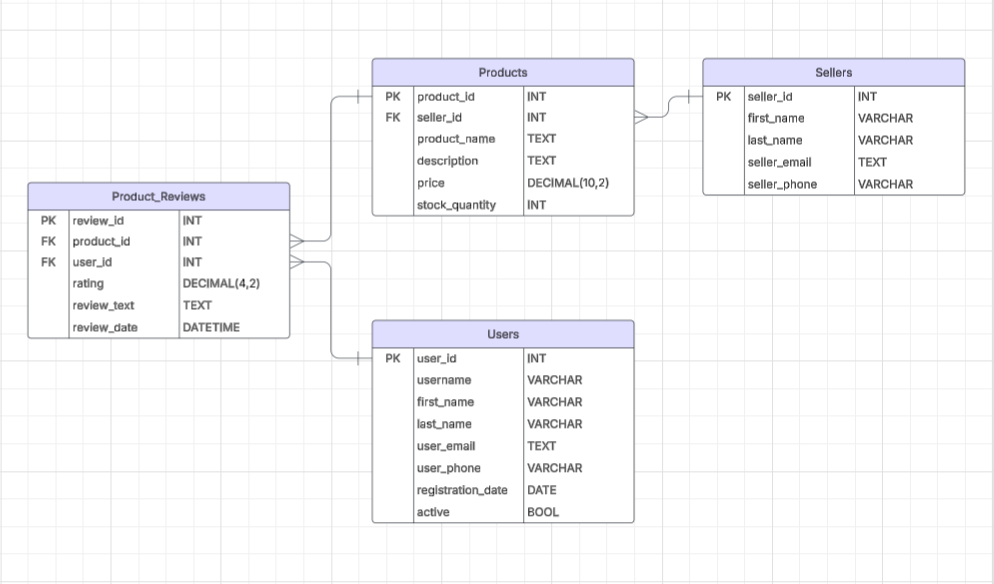 Products
PK product_id INT
FK seller_id INT
product_name TEXT
description TEXT
price DECIMAL(10,2)
stock_quantity INT
Sellers
PK seller_id INT
first_name VARCHAR
last_name VARCHAR
seller_email TEXT
seller_phone VARCHAR
Product_Reviews
PK review_id INT
FK product_id INT
FK user_id INT
rating DECIMAL(4,2)
review_text TEXT
review_date DATETIME
Users
PK user_id INT
username VARCHAR
first_name VARCHAR
last_name VARCHAR
user_email TEXT
user_phone VARCHAR
registration_date DATE
active BOOL